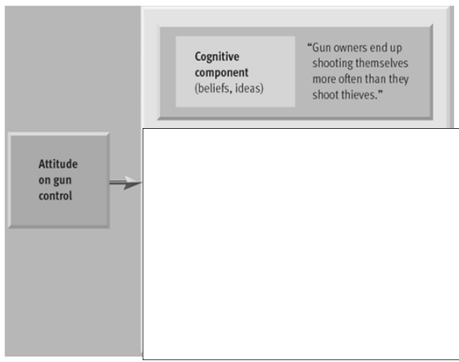 Cognitive
component
(beliefs, ideas)
“Gun owners end up
shooting themselves
more often than they
shoot thieves.”
Attitude
on gun
control